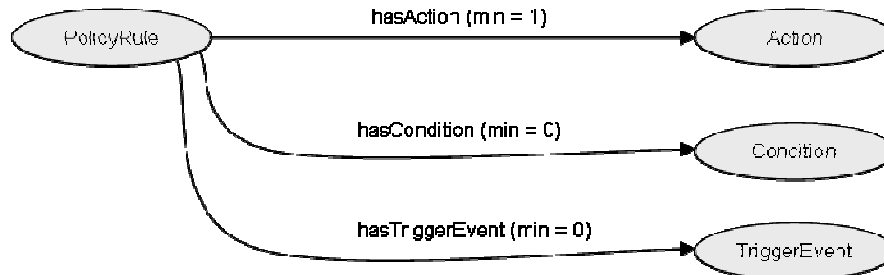 hasAction (min = 1)
PolicyRule
Action
hasCondition (min = 0)
Condition
hasTriggerEvent (min = 0)
TriggerEvent